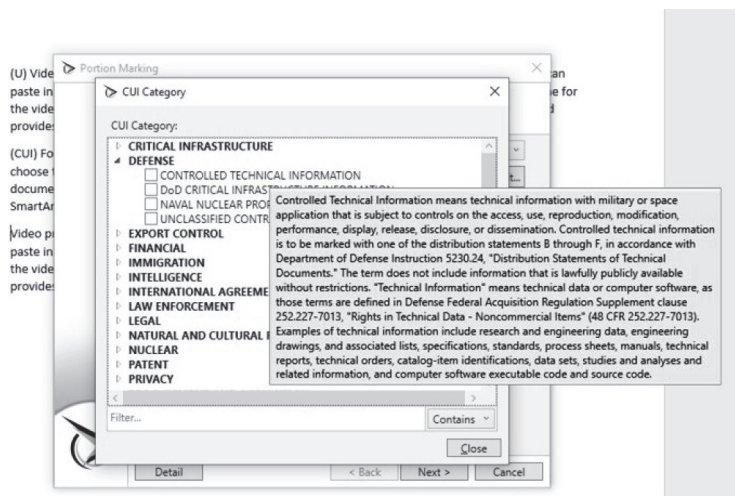 Portion Marking
(U) Vide
can
paste in
e for
the vide
provides
(CUI) Fo
choose
docume
SmartAr
Video p
paste in
the vide
provides
CUI Category
CUI Category:
CRITICAL INFRASTRUCTURE
DEFENSE
CONTROLLED TECHNICAL INFORMATION
DoD CRITICAL INFRASTRUCTURE INFORMATION
NAVAL NUCLEAR PROP
UNCLASSIFIED CONTR
EXPORT CONTROL
FINANCIAL
IMMIGRATION
INTELLIGENCE
INTERNATIONAL AGREEME
LAW ENFORCEMENT
LEGAL
NATURAL AND CULTURAL
NUCLEAR
PATENT
PRIVACY
Controlled Technical Information means technical information with military or space
application that is subject to controls on the access, use, reproduction, modification,
performance, display, release, disclosure, or dissemination. Controlled technical information
is to be marked with one of the distribution statements B through F, in accordance with
Department of Defense Instruction 5230.24, "Distribution Statements of Technical
Documents." The term does not include information that is lawfully publicly available
without restrictions. "Technical Information" means technical data or computer software, as
those terms are defined in Defense Federal Acquisition Regulation Supplement clause
252.227-7013, "Rights in Technical Data - Noncommercial Items" (48 CFR 252.227-7013).
Examples of technical information include research and engineering data, engineering
drawings, and associated lists, specifications, standards, process sheets, manuals, technical
reports, technical orders, catalog-item identifications, data sets, studies and analyses and
related information, and computer software executable code and source code.
Filter...
Contains
Close
Detail
< Back
Next >
Cancel